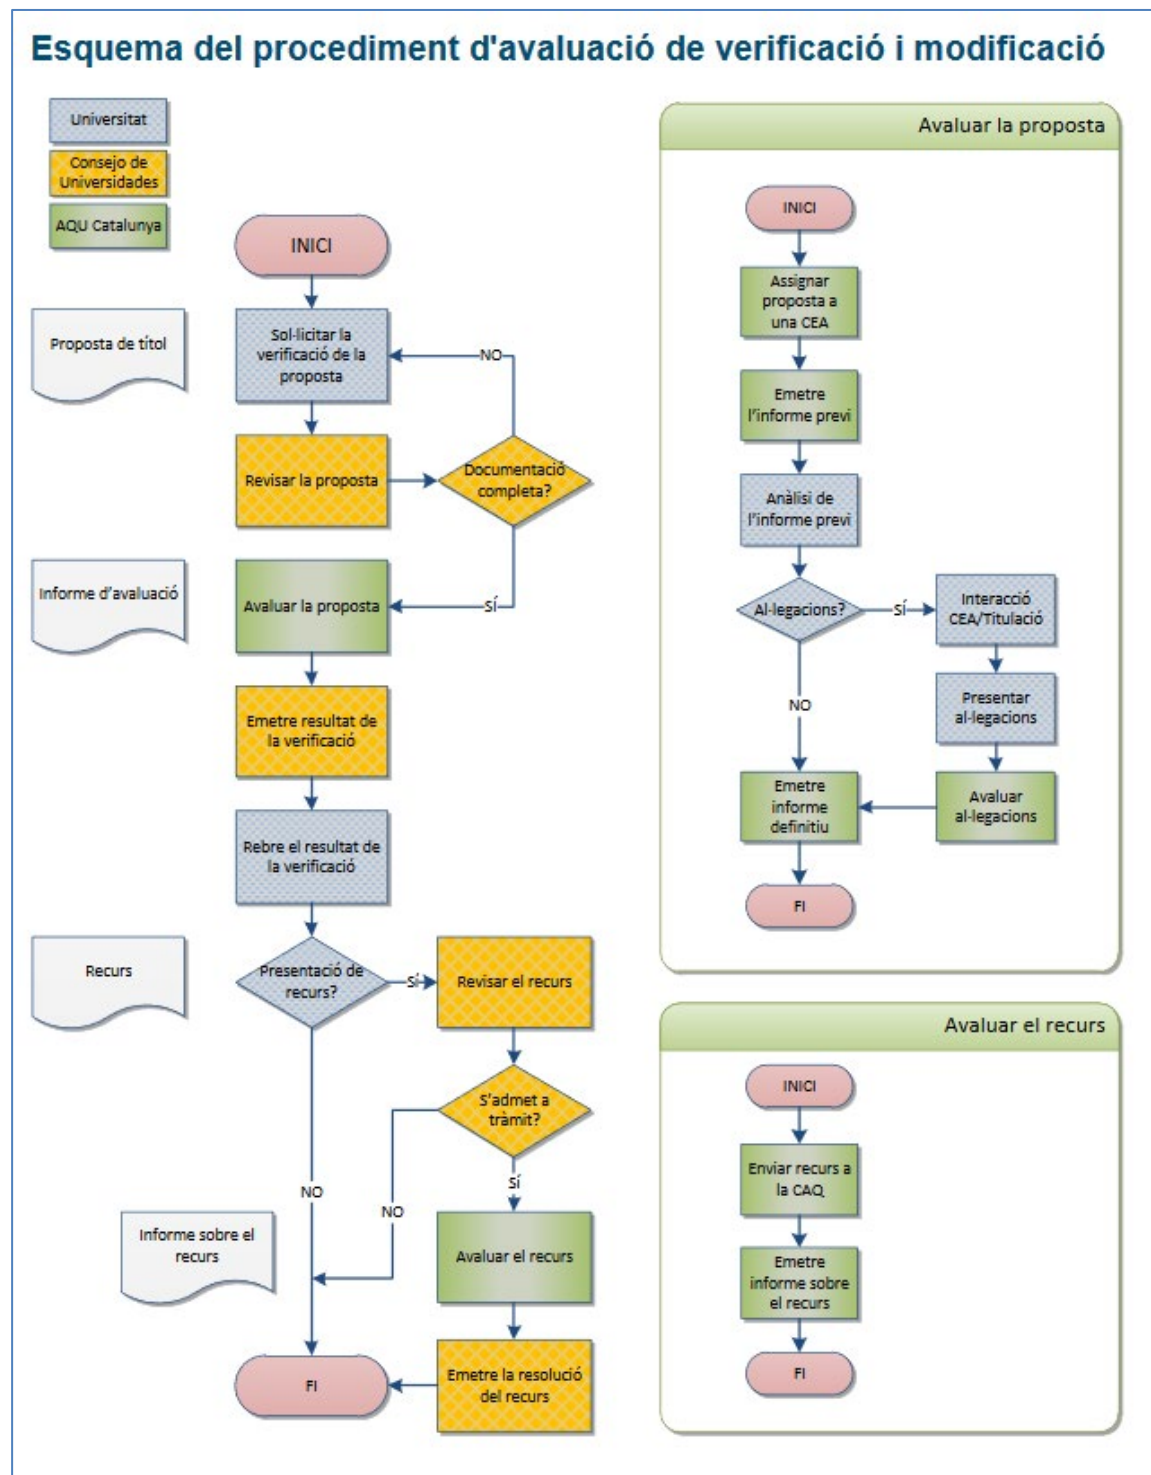 Esquema del procediment d'avaluació de verificació i modificació
Universitat
Consejo de
Universidades
AQU Catalunya
INICI
Proposta de títol
Sol·licitar la
verificació de la
proposta
NO
Revisar la proposta
Documentació
completa?
Informe d'avaluació
Avaluar la proposta
SÍ
Emetre resultat de
la verificació
Rebre el resultat de
la verificació
Recurs
Presentació de
recurs?
SÍ
Revisar el recurs
S'admet a
tràmit?
NO
SÍ
NO
Informe sobre el
recurs
Avaluar el recurs
FI
Emetre la resolució
del recurs
Avaluar la proposta
INICI
Assignar
proposta a
una CEA
Emetre
l'informe previ
Anàlisi de
l'informe previ
Al·legacions?
SÍ
Interacció
CEA/Titulació
NO
Presentar
al·legacions
Emetre
informe
definitiu
Avaluar
al·legacions
FI
Avaluar el recurs
INICI
Enviar recurs a
la CAQ
Emetre
informe sobre
el recurs
FI